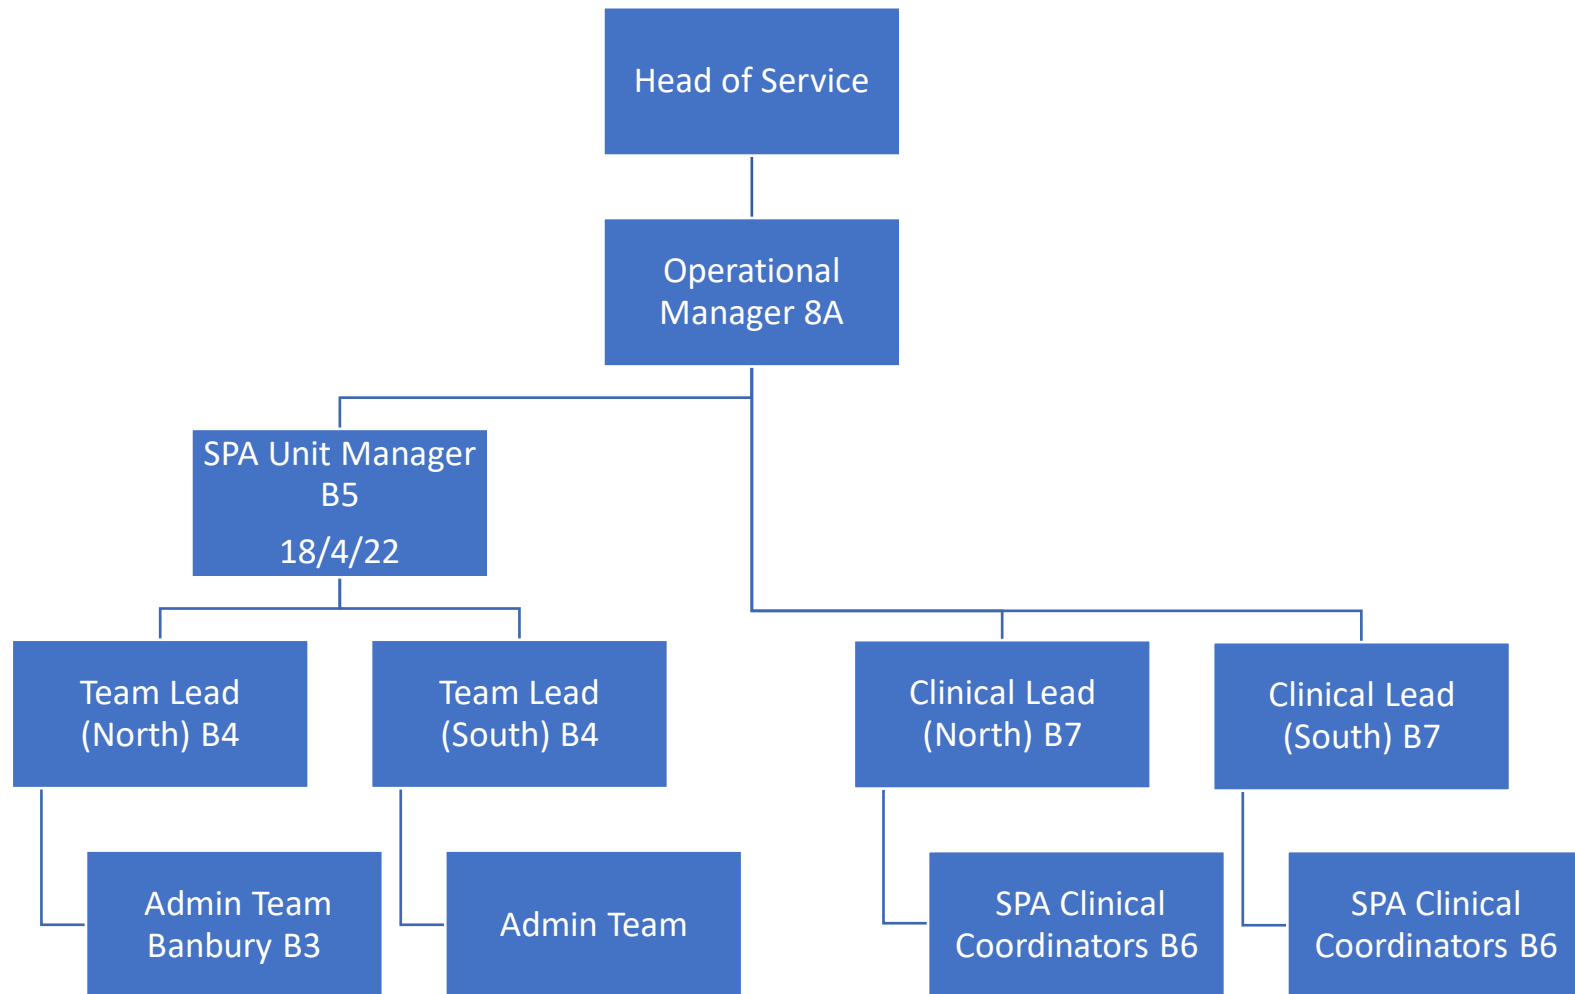 Head of Service
Operational
Manager 8A
SPA Unit Manager
B5
18/4/22
Team Lead
(North) B4
Team Lead
(South) B4
Clinical Lead
(North) B7
Clinical Lead
(South) B7
Admin Team
Banbury B3
Admin Team
SPA Clinical
Coordinators B6
SPA Clinical
Coordinators B6